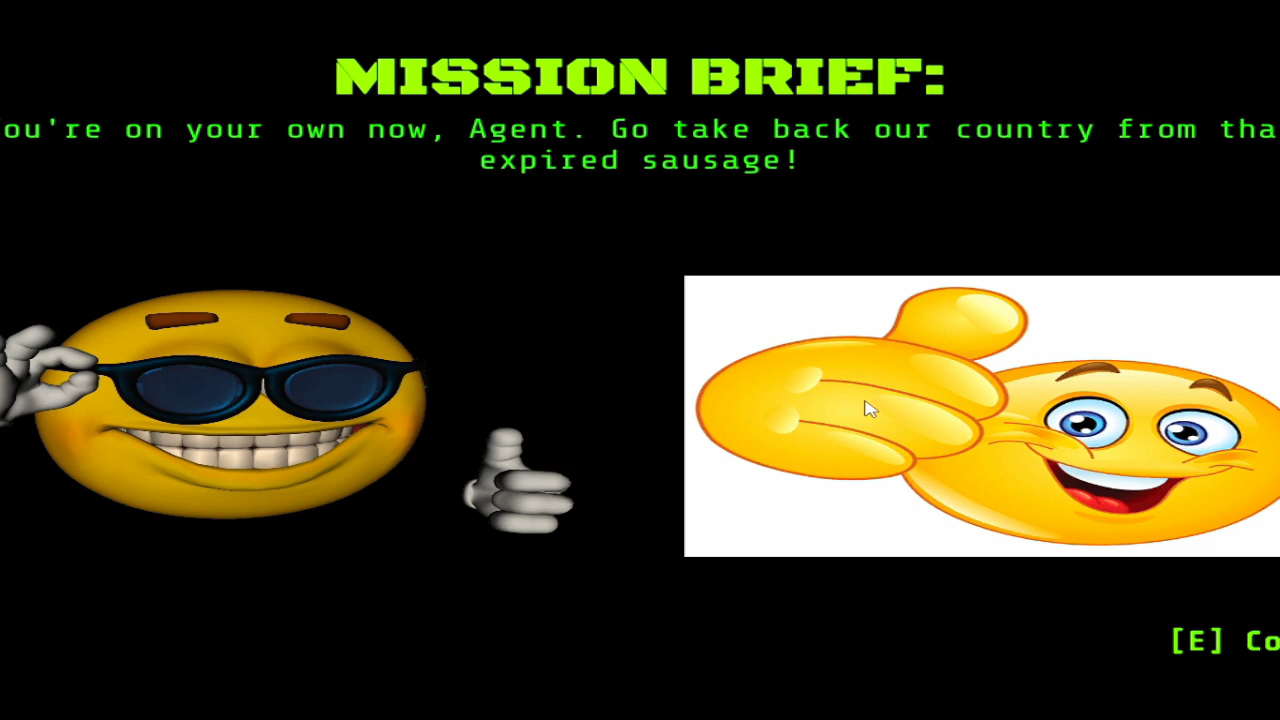 MISSION BRIEF:
ou're on your own now, Agent. Go take back our country from tha
expired sausage!
[E] Co